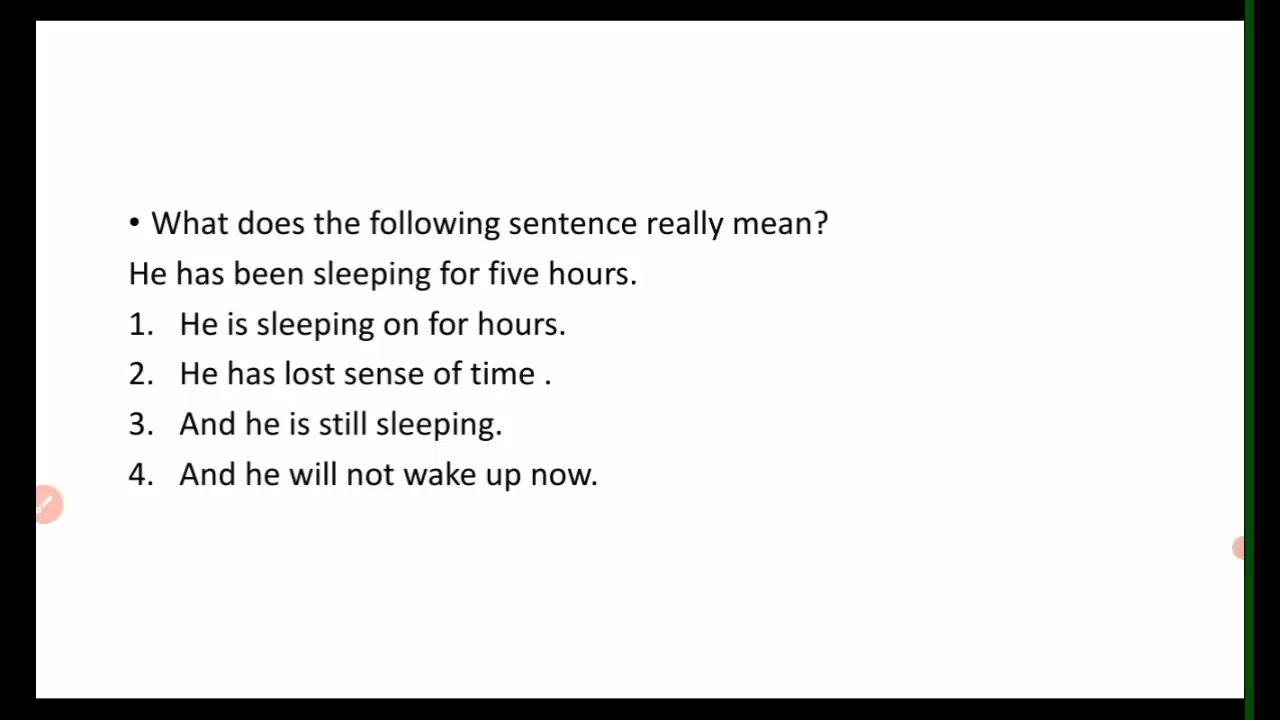 • What does the following sentence really mean?
He has been sleeping for five hours.
1. He is sleeping on for hours.
2. He has lost sense of time .
3. And he is still sleeping.
4. And he will not wake up now.